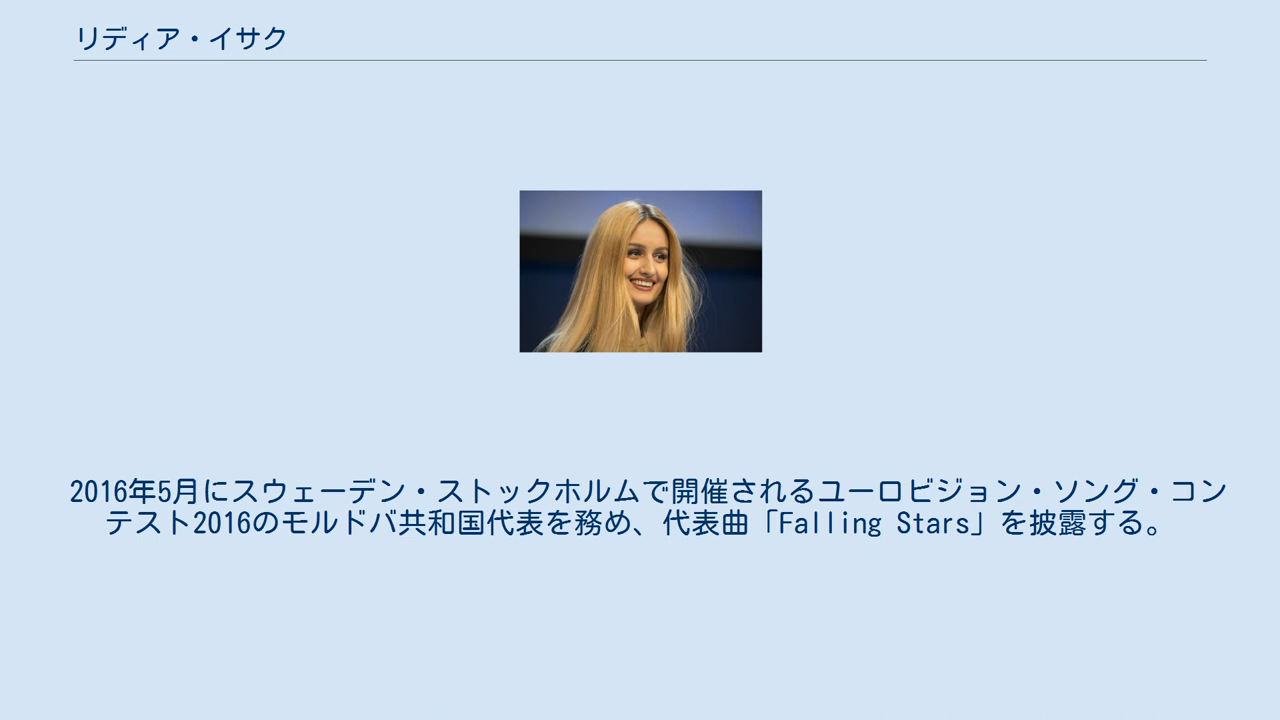 リディア・イサク
2016年5月にスウェーデン・ストックホルムで開催されるユーロビジョン・ソング・コン
テスト2016のモルドバ共和国代表を務め、代表曲「Falling Stars」を披露する。